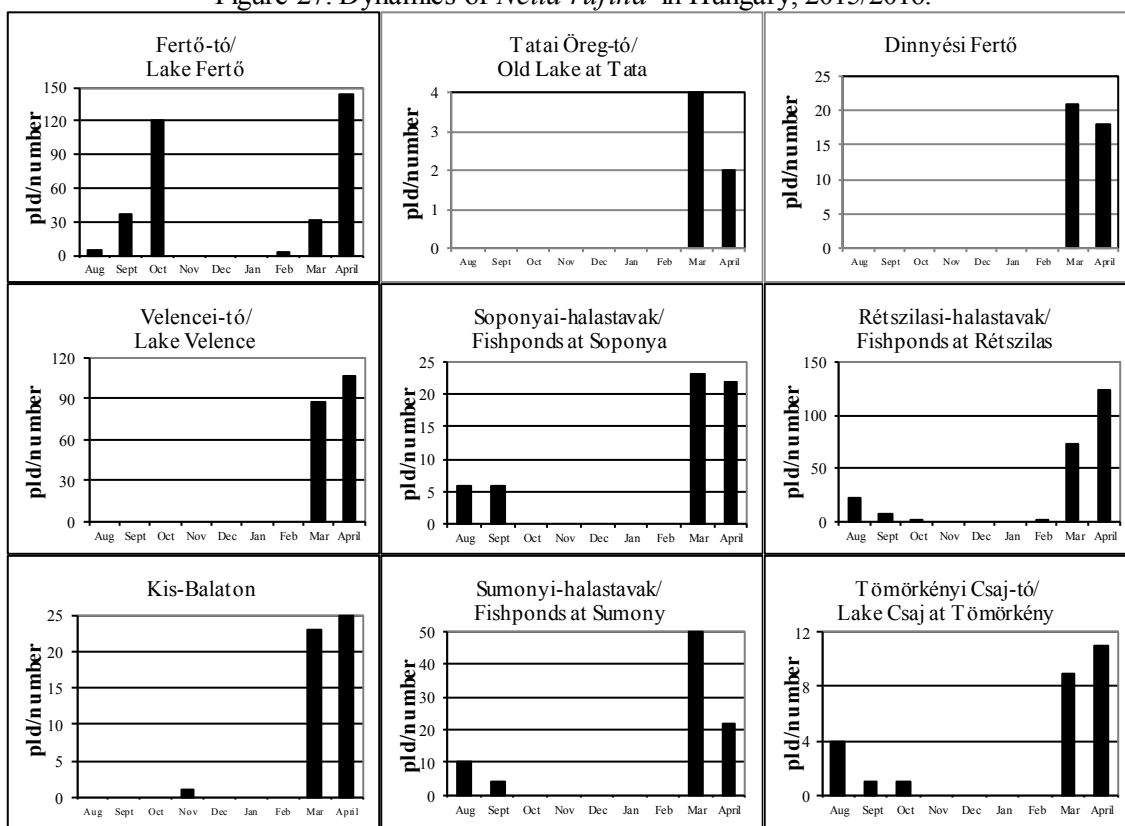 Figure 27. Dynamics of Netta rufina in Hungary, 2015/2016.
Fertő-tó/
Lake Fertő
pld/number
150
120
90
60
30
0
Aug Sept Oct Nov Dec Jan Feb Mar April
Tatai Öreg-tó/
Old Lake at Tata
pld/number
4
3
2
1
0
Aug Sept Oct Nov Dec Jan Feb Mar April
Dinnyési Fertő
pld/number
25
20
15
10
5
0
Aug Sept Oct Nov Dec Jan Feb Mar April
Velencei-tó/
Lake Velence
pld/number
120
90
60
30
0
Aug Sept Oct Nov Dec Jan Feb Mar April
Soponyai-halastavak/
Fishponds at Soponya
pld/number
25
20
15
10
5
0
Aug Sept Oct Nov Dec Jan Feb Mar April
Rétszilasi-halastavak/
Fishponds at Rétszilas
pld/number
150
100
50
0
Aug Sept Oct Nov Dec Jan Feb Mar April
Kis-Balaton
pld/number
25
20
15
10
5
0
Aug Sept Oct Nov Dec Jan Feb Mar April
Sumonyi-halastavak/
Fishponds at Sumony
pld/number
50
40
30
20
10
0
Aug Sept Oct Nov Dec Jan Feb Mar April
Tömörkényi Csaj-tó/
Lake Csaj at Tömörkény
pld/number
12
8
4
0
Aug Sept Oct Nov Dec Jan Feb Mar April